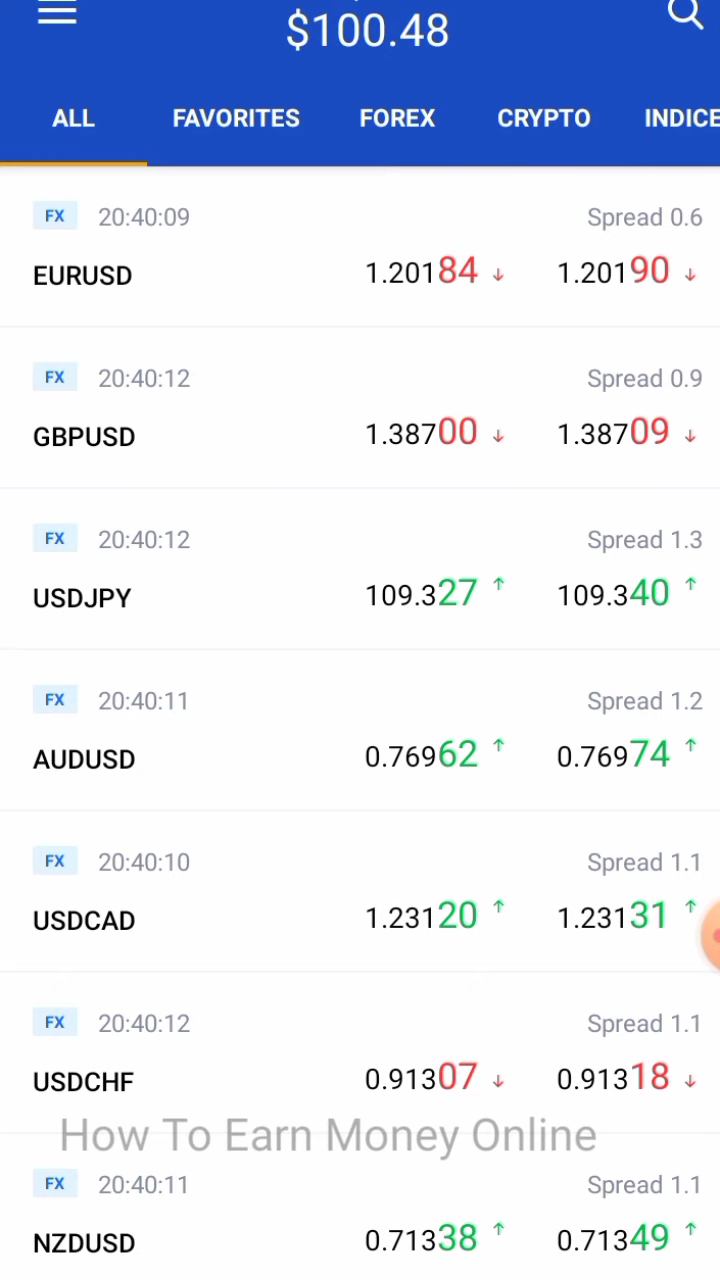 $100.48
ALL FAVORITES FOREX CRYPTO INDICE
FX 20:40:09 Spread 0.6
EURUSD 1.20184 ↓ 1.20190 ↓
FX 20:40:12 Spread 0.9
GBPUSD 1.38700 ↓ 1.38709 ↓
FX 20:40:12 Spread 1.3
USDJPY 109.327 ↑ 109.340 ↑
FX 20:40:11 Spread 1.2
AUDUSD 0.76962 ↑ 0.76974 ↑
FX 20:40:10 Spread 1.1
USDCAD 1.23120 ↑ 1.23131 ↑
FX 20:40:12 Spread 1.1
USDCHF 0.91307 ↓ 0.91318 ↓
How To Earn Money Online
FX 20:40:11 Spread 1.1
NZDUSD 0.71338 ↑ 0.71349 ↑